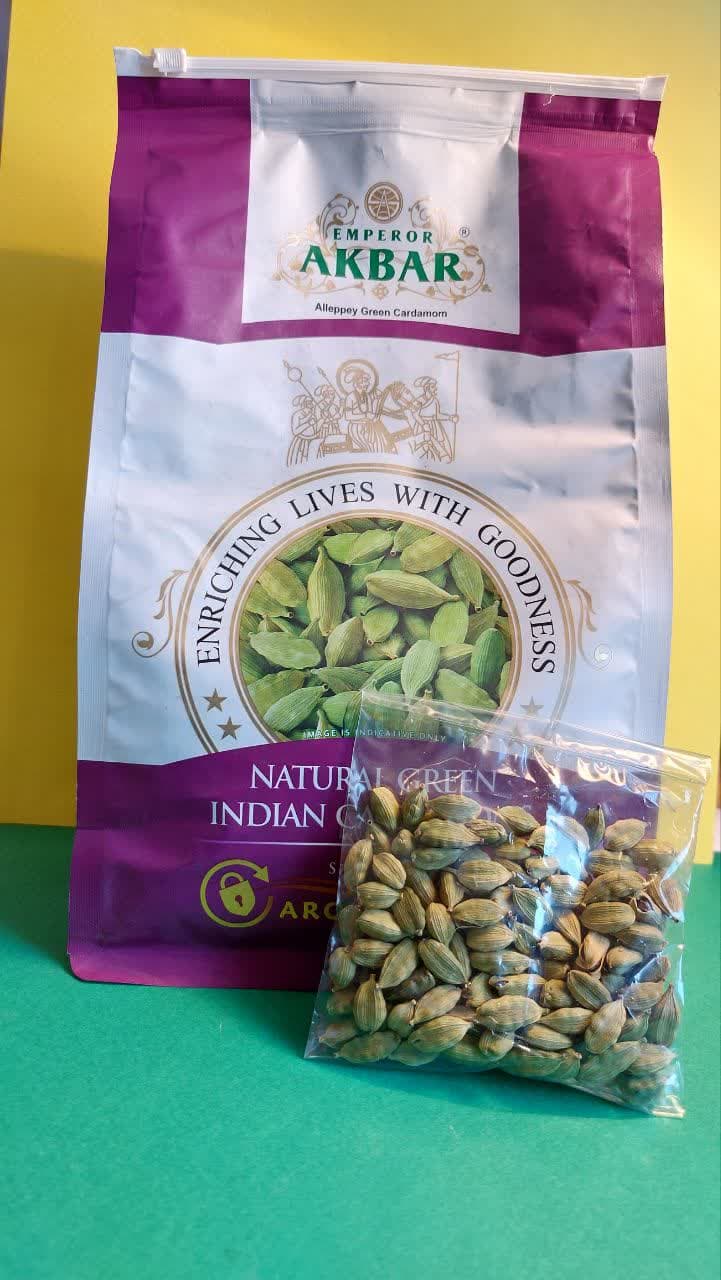 EMPEROR ®
AKBAR
Alleppey Green Cardamom
ENRICHING LIVES WITH GOODNESS
IMAGE IS INDICATIVE ONLY
NATURAL GREEN
INDIAN